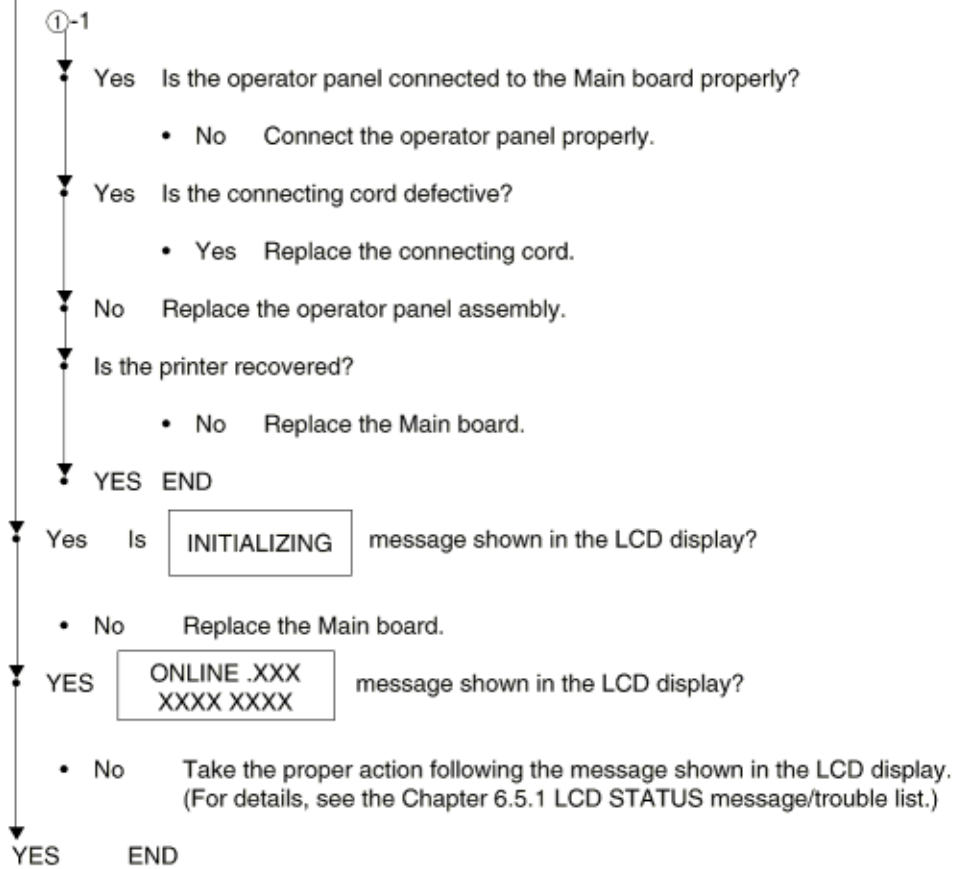 ①-1
Yes Is the operator panel connected to the Main board properly?
• No Connect the operator panel properly.
Yes Is the connecting cord defective?
• Yes Replace the connecting cord.
No Replace the operator panel assembly.
Is the printer recovered?
• No Replace the Main board.
YES END
Yes Is INITIALIZING message shown in the LCD display?
• No Replace the Main board.
YES ONLINE .XXX
XXXX XXXX message shown in the LCD display?
• No Take the proper action following the message shown in the LCD display.
(For details, see the Chapter 6.5.1 LCD STATUS message/trouble list.)
YES END